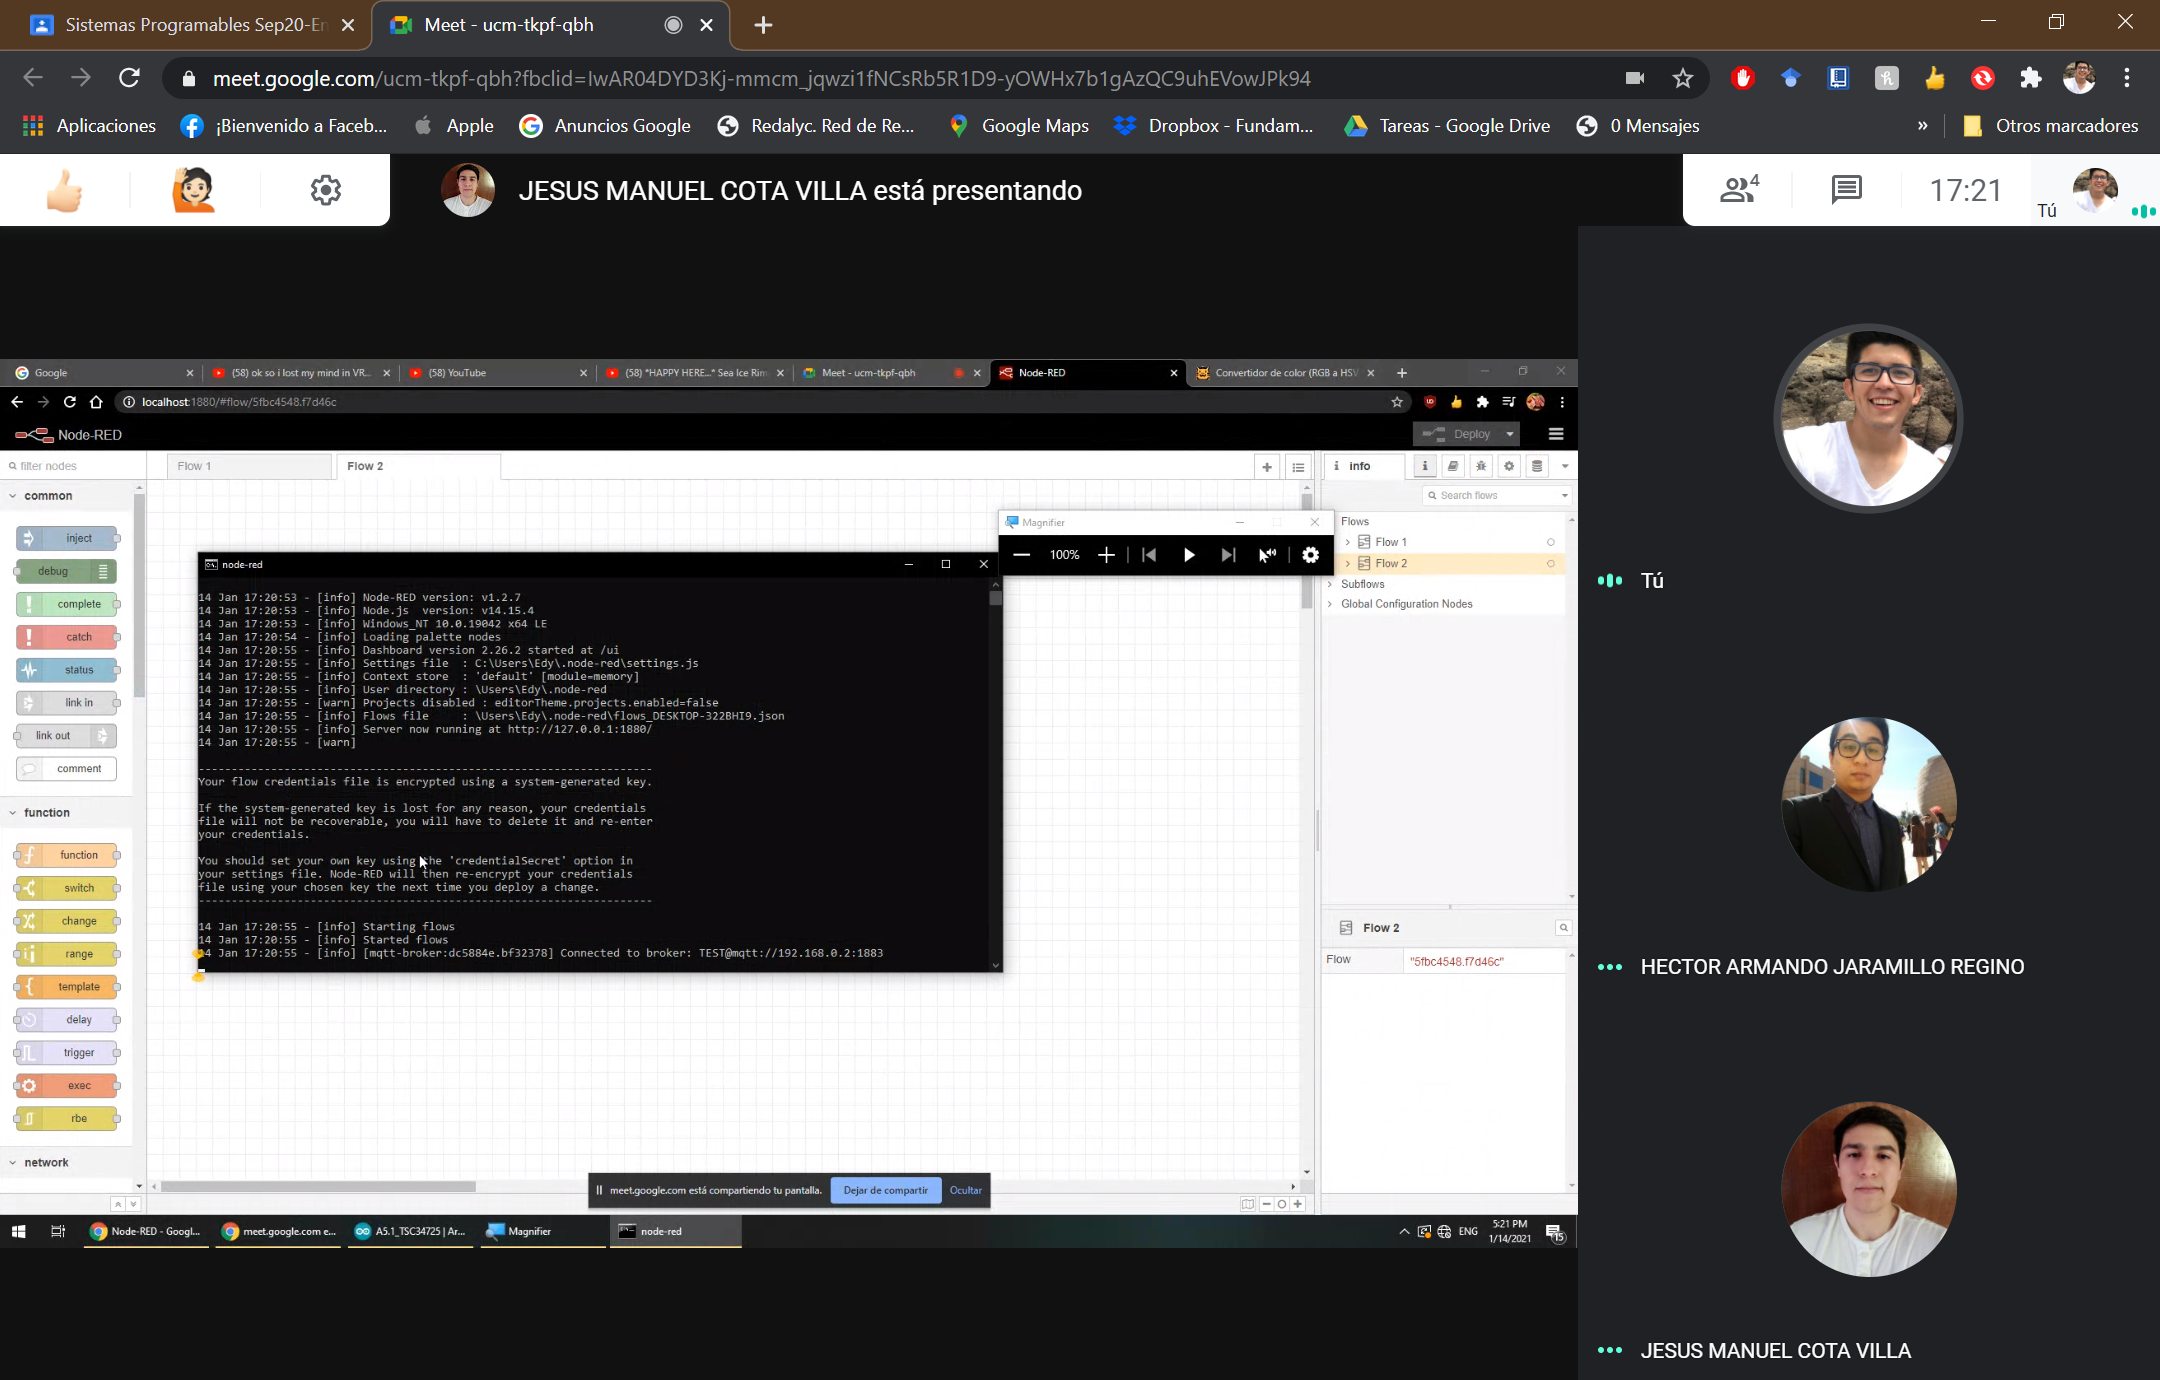 Sistemas Programables Sep20-En
Meet - ucm-tkpf-qbh
meet.google.com/ucm-tkpf-qbh?fbclid=IwAR04DYD3Kj-mmcm_jqwzi1fNCsRb5R1D9-yOWHx7b1gAzQC9uhEVowJPk94
Aplicaciones
¡Bienvenido a Faceb...
Apple
Anuncios Google
Redalyc. Red de Re...
Google Maps
Dropbox - Fundam...
Tareas - Google Drive
0 Mensajes
»
Otros marcadores
JESUS MANUEL COTA VILLA está presentando
4
17:21
Tú
Google
(58) ok so i lost my mind in VR...
(58) YouTube
(58) *HAPPY HERE...* Sea Ice Rim
Meet - ucm-tkpf-qbh
Node-RED
Convertidor de color (RGB a HSV
localhost:1880/#flow/5fbc4548.f7d46c
Node-RED
Deploy
filter nodes
Flow 1
Flow 2
info
Search flows
common
inject
debug
complete
catch
status
link in
link out
comment
function
function
switch
change
range
template
delay
trigger
exec
rbe
network
Magnifier
100%
Flows
Flow 1
Flow 2
Subflows
Global Configuration Nodes
node-red
14 Jan 17:20:53 - [info] Node-RED version: v1.2.7
14 Jan 17:20:53 - [info] Node.js  version: v14.15.4
14 Jan 17:20:53 - [info] Windows_NT 10.0.19042 x64 LE
14 Jan 17:20:54 - [info] Loading palette nodes
14 Jan 17:20:55 - [info] Dashboard version 2.26.2 started at /ui
14 Jan 17:20:55 - [info] Settings file  : C:\Users\Edy\.node-red\settings.js
14 Jan 17:20:55 - [info] Context store  : 'default' [module=memory]
14 Jan 17:20:55 - [info] User directory : \Users\Edy\.node-red
14 Jan 17:20:55 - [warn] Projects disabled : editorTheme.projects.enabled=false
14 Jan 17:20:55 - [info] Flows file     : \Users\Edy\.node-red\flows_DESKTOP-322BHI9.json
14 Jan 17:20:55 - [info] Server now running at http://127.0.0.1:1880/
14 Jan 17:20:55 - [warn]
---------------------------------------------------------------------
Your flow credentials file is encrypted using a system-generated key.
If the system-generated key is lost for any reason, your credentials
file will not be recoverable, you will have to delete it and re-enter
your credentials.
You should set your own key using the 'credentialSecret' option in
your settings file. Node-RED will then re-encrypt your credentials
file using your chosen key the next time you deploy a change.
---------------------------------------------------------------------
14 Jan 17:20:55 - [info] Starting flows
14 Jan 17:20:55 - [info] Started flows
14 Jan 17:20:55 - [info] [mqtt-broker:dc5884e.bf32378] Connected to broker: TEST@mqtt://192.168.0.2:1883
Flow 2
Flow
"5fbc4548.f7d46c"
meet.google.com está compartiendo tu pantalla.
Dejar de compartir
Ocultar
Node-RED - Googl...
meet.google.com e...
A5.1_TSC34725 | Ar...
Magnifier
node-red
ENG
5:21 PM
1/14/2021
15
Tú
HECTOR ARMANDO JARAMILLO REGINO
JESUS MANUEL COTA VILLA